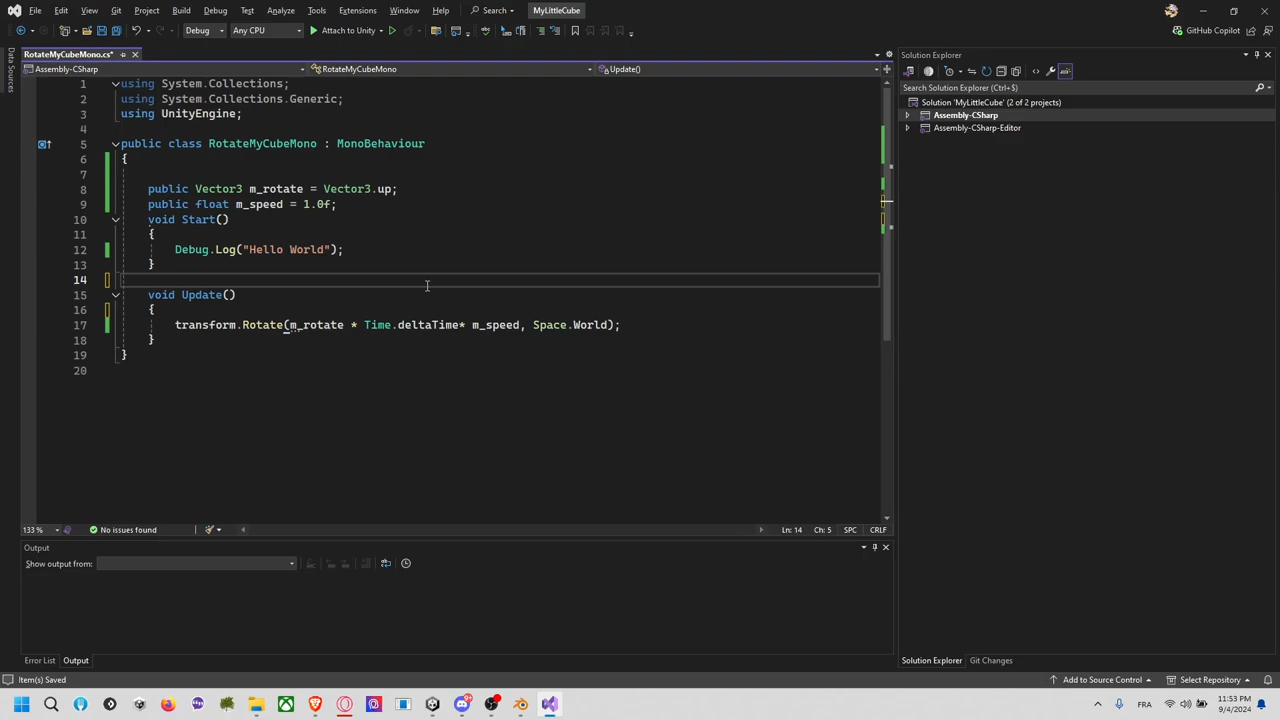 File Edit View Git Project Build Debug Test Analyze Tools Extensions Window Help Search MyLittleCube
Debug Any CPU Attach to Unity GitHub Copilot
RotateMyCubeMono.cs*
Assembly-CSharp RotateMyCubeMono Update()
1 using System.Collections;
2 using System.Collections.Generic;
3 using UnityEngine;
4
5 public class RotateMyCubeMono : MonoBehaviour
6 {
7
8 public Vector3 m_rotate = Vector3.up;
9 public float m_speed = 1.0f;
10 void Start()
11 {
12 Debug.Log("Hello World");
13 }
14
15 void Update()
16 {
17 transform.Rotate(m_rotate * Time.deltaTime* m_speed, Space.World);
18 }
19 }
20
133 % No issues found Ln: 14 Ch: 5 SPC CRLF
Output
Show output from:
Error List Output
Data Sources
Solution Explorer
Search Solution Explorer (Ctrl+$)
Solution 'MyLittleCube' (2 of 2 projects)
Assembly-CSharp
Assembly-CSharp-Editor
Solution Explorer Git Changes
Item(s) Saved Add to Source Control Select Repository
FRA 11:53 PM
9/4/2024